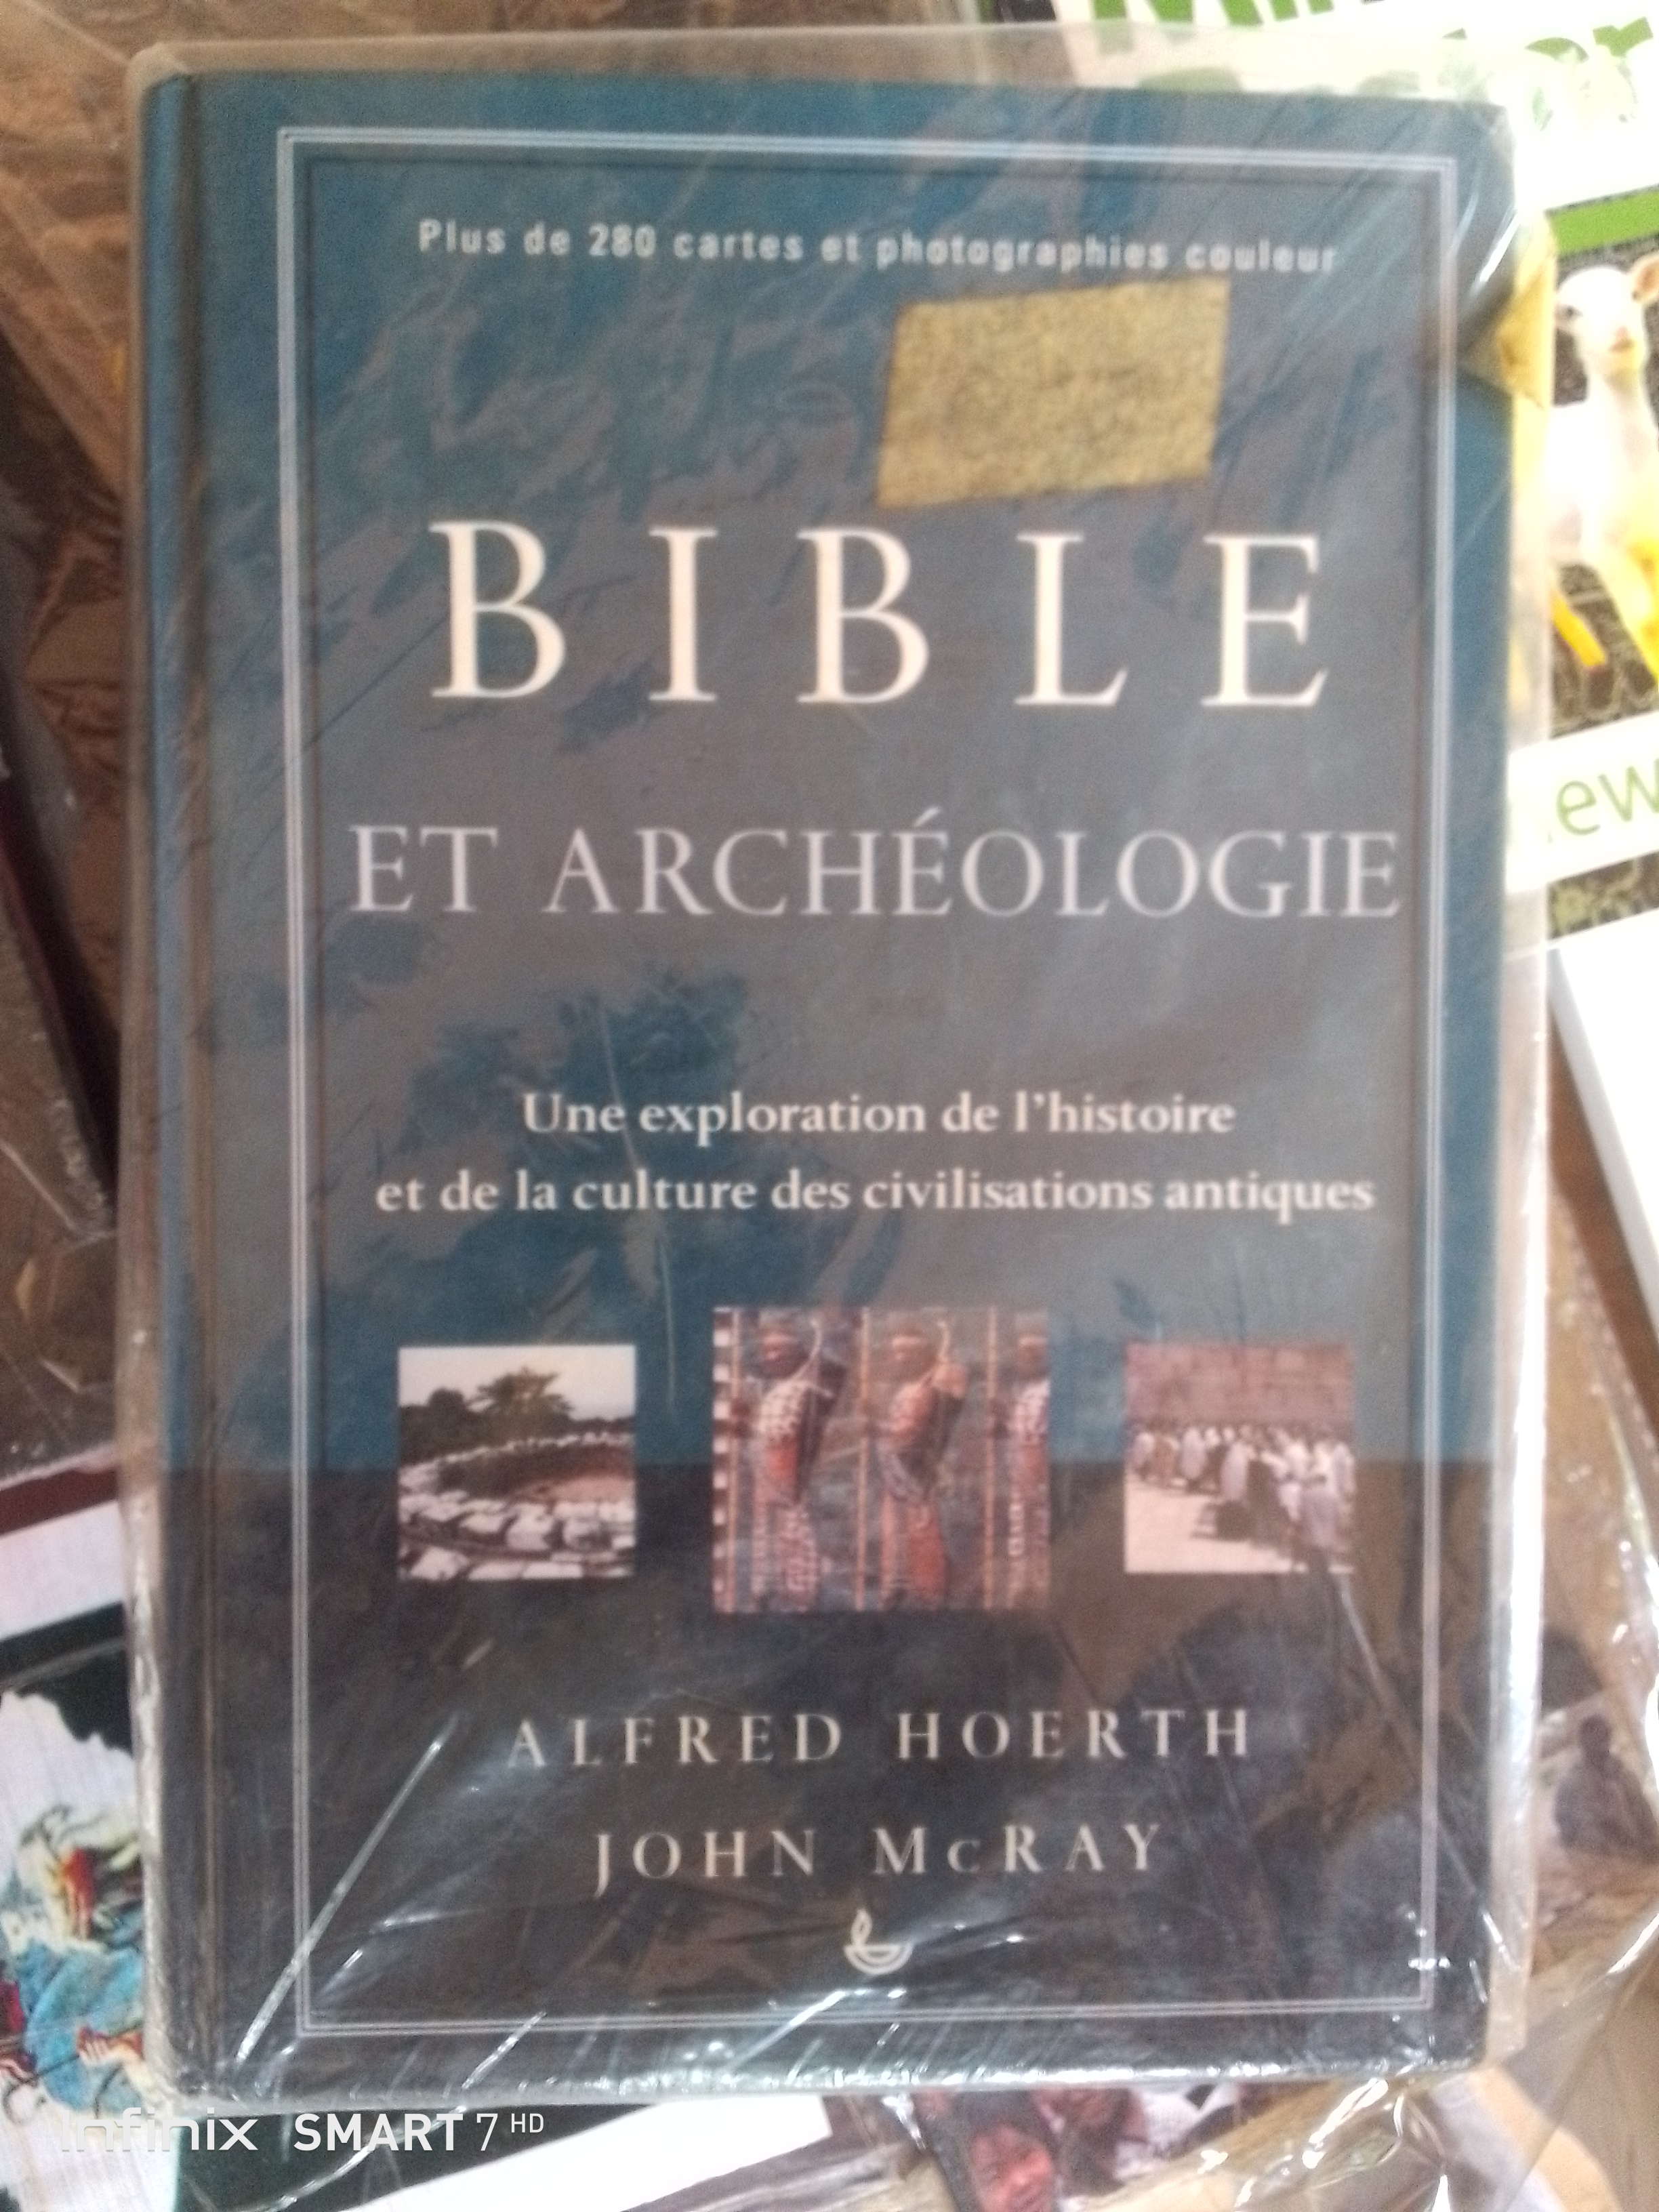 Plus de 280 cartes et photographies couleur
BIBLE
ET ARCHÉOLOGIE
Une exploration de l'histoire
et de la culture des civilisations antiques
ALFRED HOERTH
JOHN McRAY
Infinix SMART 7 HD